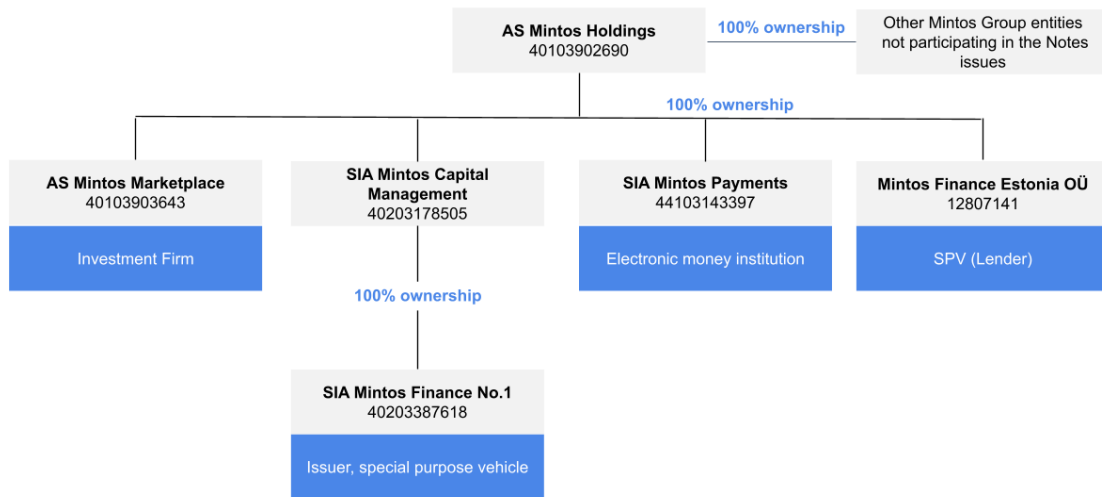 AS Mintos Holdings
40103902690
100% ownership
Other Mintos Group entities
not participating in the Notes
issues
100% ownership
AS Mintos Marketplace
40103903643
Investment Firm
SIA Mintos Capital
Management
40203178505
SIA Mintos Payments
44103143397
Electronic money institution
Mintos Finance Estonia OÜ
12807141
SPV (Lender)
100% ownership
SIA Mintos Finance No.1
40203387618
Issuer, special purpose vehicle